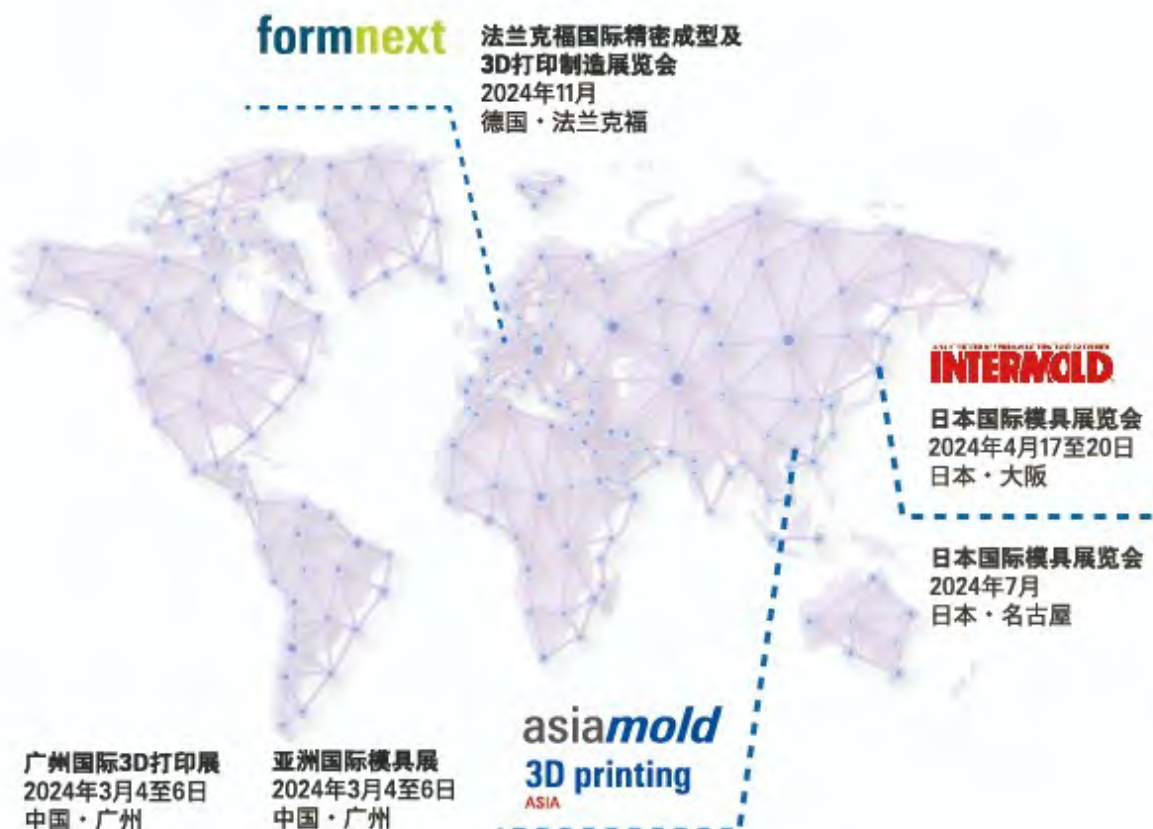 formnext
法兰克福国际精密成型及
3D打印制造展览会
2024年11月
德国·法兰克福
INTERMOLD
日本国际模具展览会
2024年4月17至20日
日本·大阪
日本国际模具展览会
2024年7月
日本·名古屋
asiamold
3D printing
ASIA
广州国际3D打印展
2024年3月4至6日
中国·广州
亚洲国际模具展
2024年3月4至6日
中国·广州